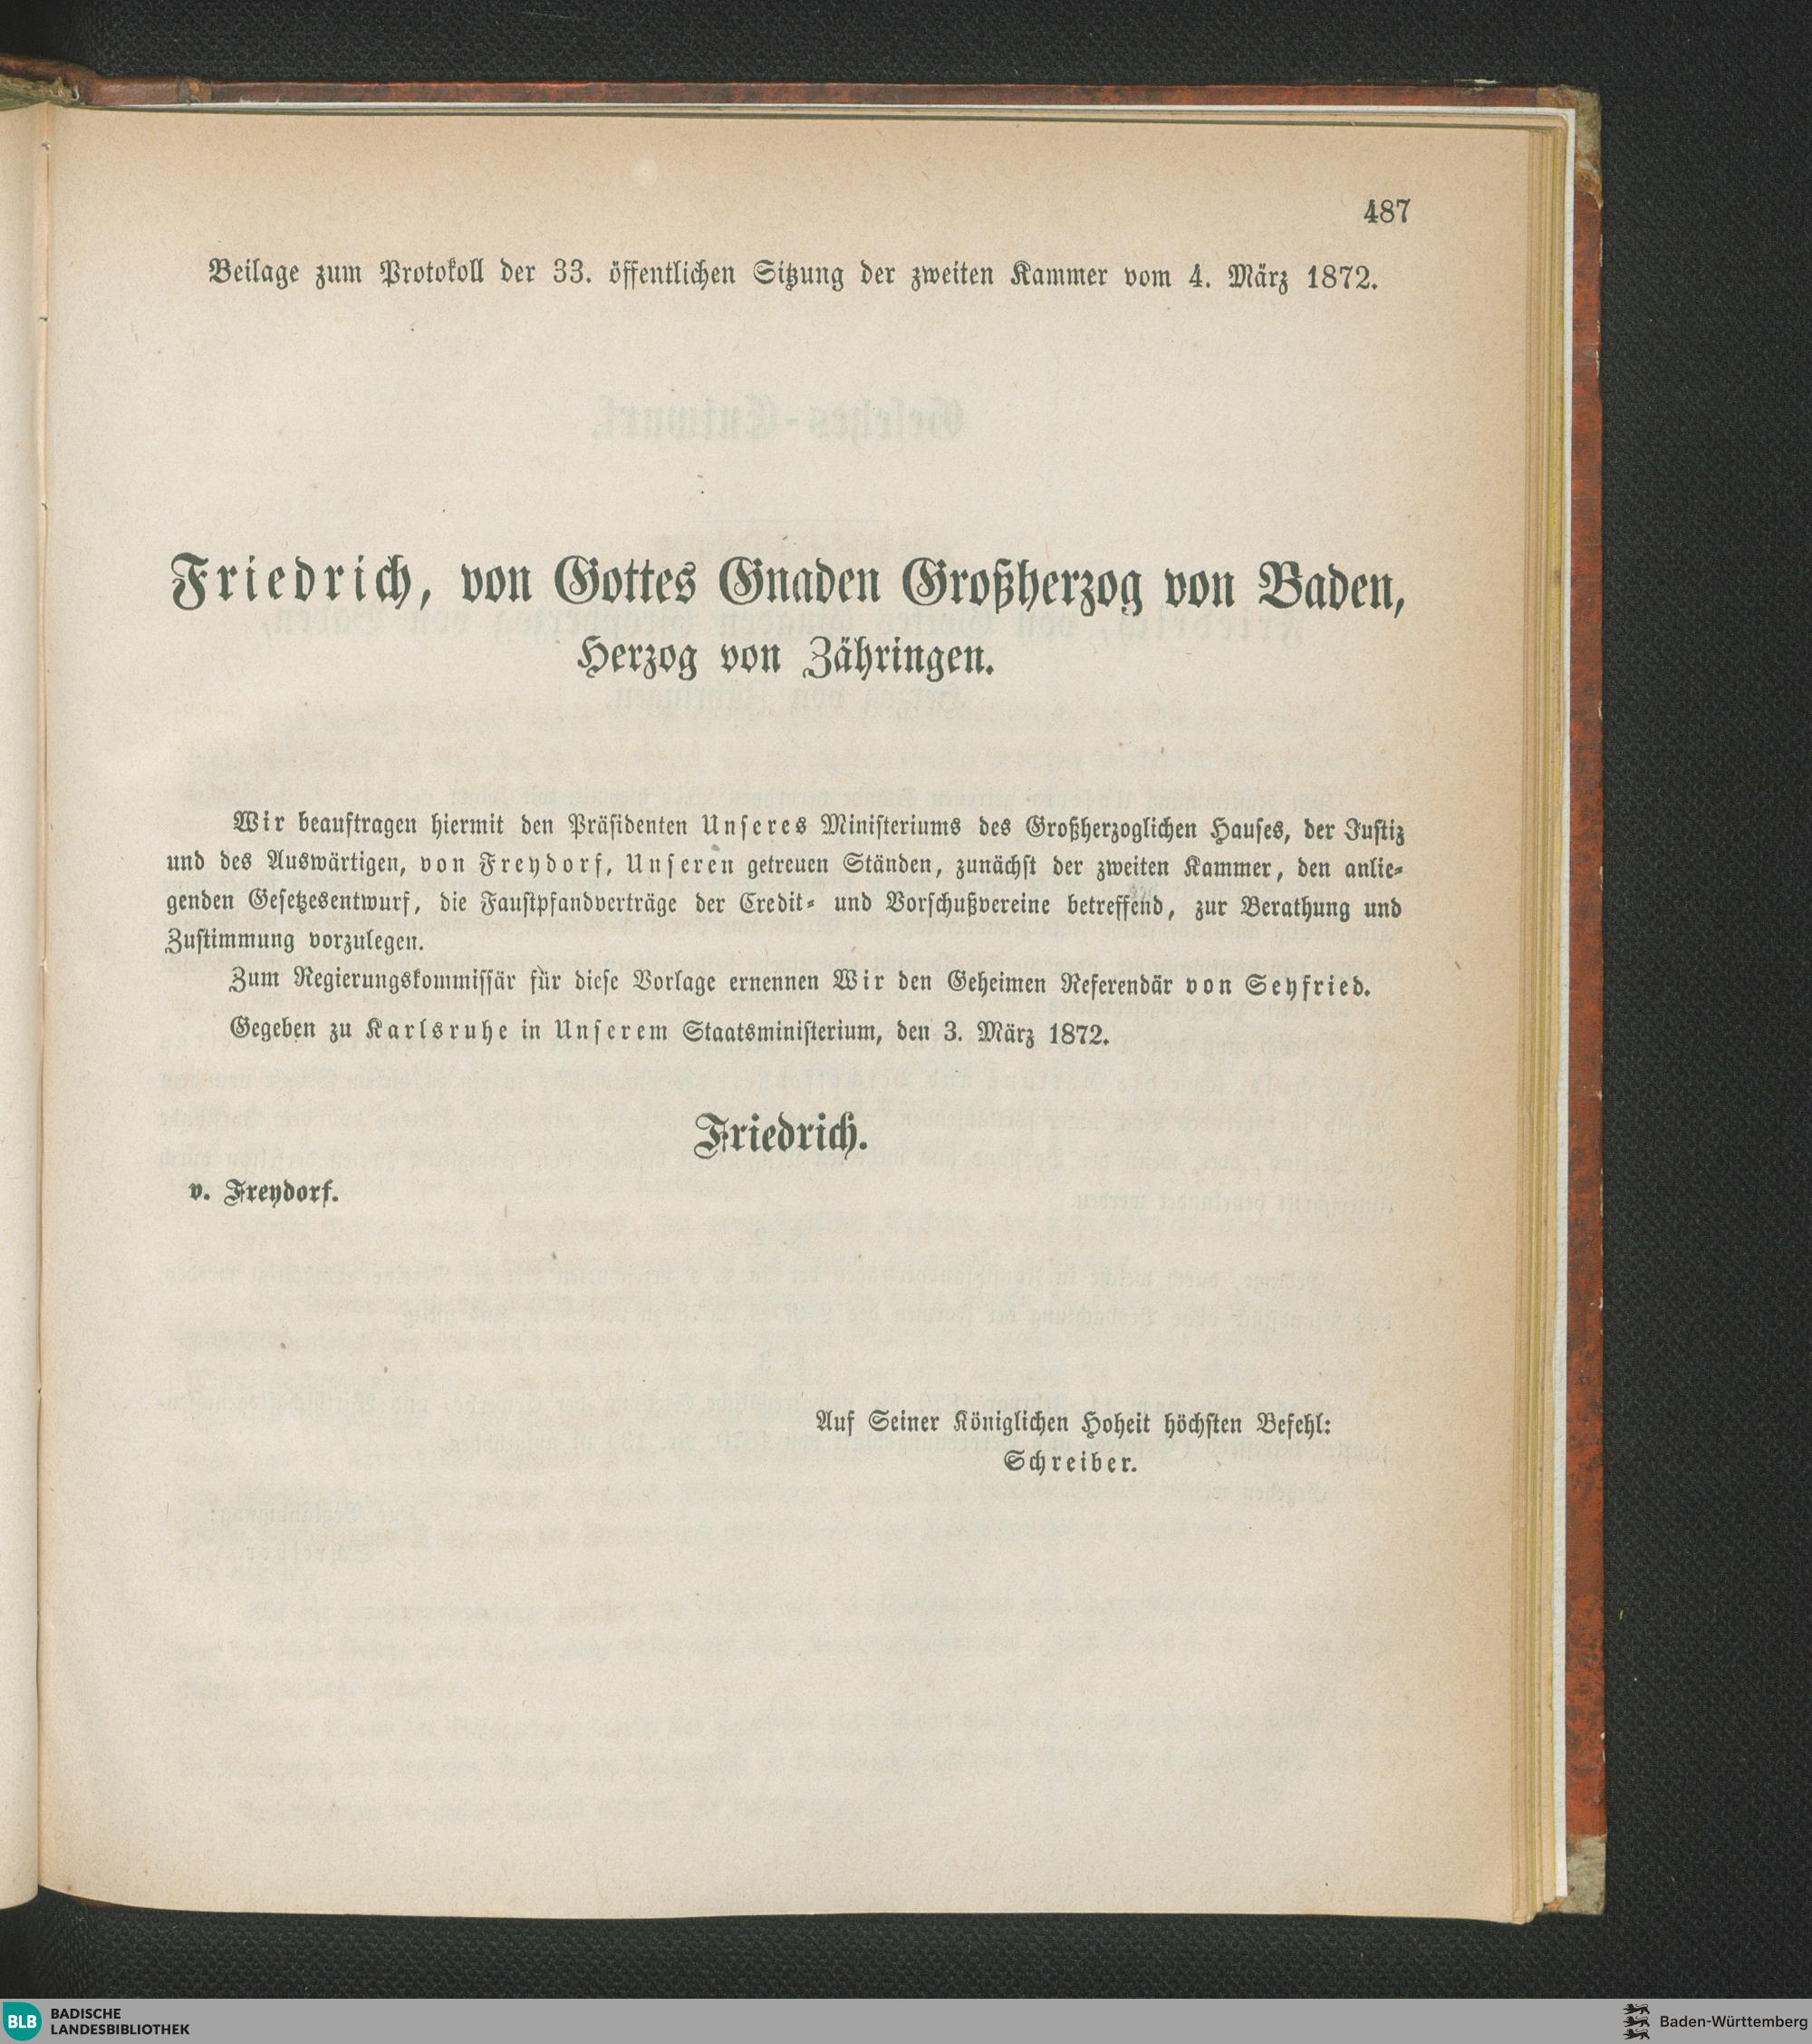 487
Beilage zum Protokoll der 33. öffentlichen Sitzung der zweiten Kammer vom 4. März 1872.
Friedrich, von Gottes Gnaden Großherzog von Baden,
Herzog von Zähringen.
Wir beauftragen hiermit den Präsidenten Unseres Ministeriums des Großherzoglichen Hauses, der Justiz
und des Auswärtigen, von Freydorf, Unseren getreuen Ständen, zunächst der zweiten Kammer, den anlie-
genden Gesetzesentwurf, die Faustpfandverträge der Credit- und Vorschußvereine betreffend, zur Berathung und
Zustimmung vorzulegen.
Zum Regierungskommissär für diese Vorlage ernennen Wir den Geheimen Referendär von Seyfried.
Gegeben zu Karlsruhe in Unserem Staatsministerium, den 3. März 1872.
Friedrich.
v. Freydorf.
Auf Seiner Königlichen Hoheit höchsten Befehl:
Schreiber.
BLB BADISCHE
LANDESBIBLIOTHEK
Baden-Württemberg